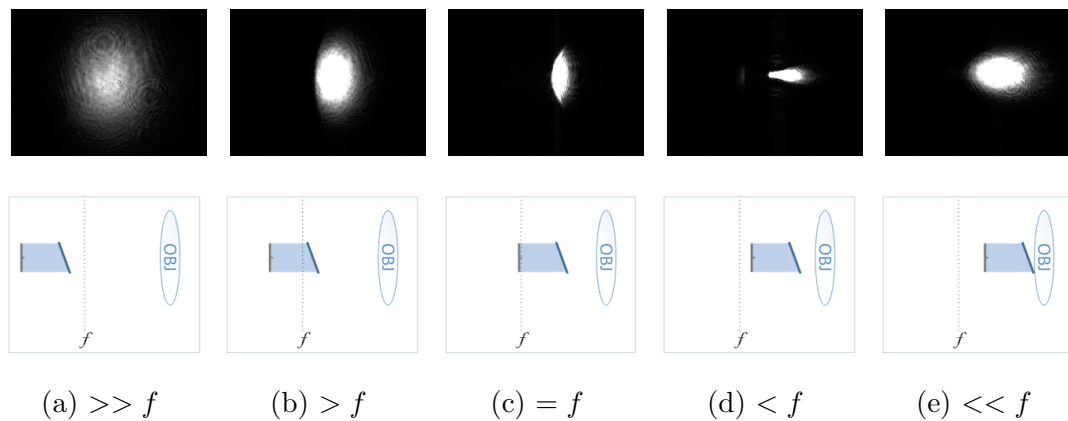 OBJ OBJ OBJ OBJ OBJ
f f f f f
(a) >> f (b) > f (c) = f (d) < f (e) << f